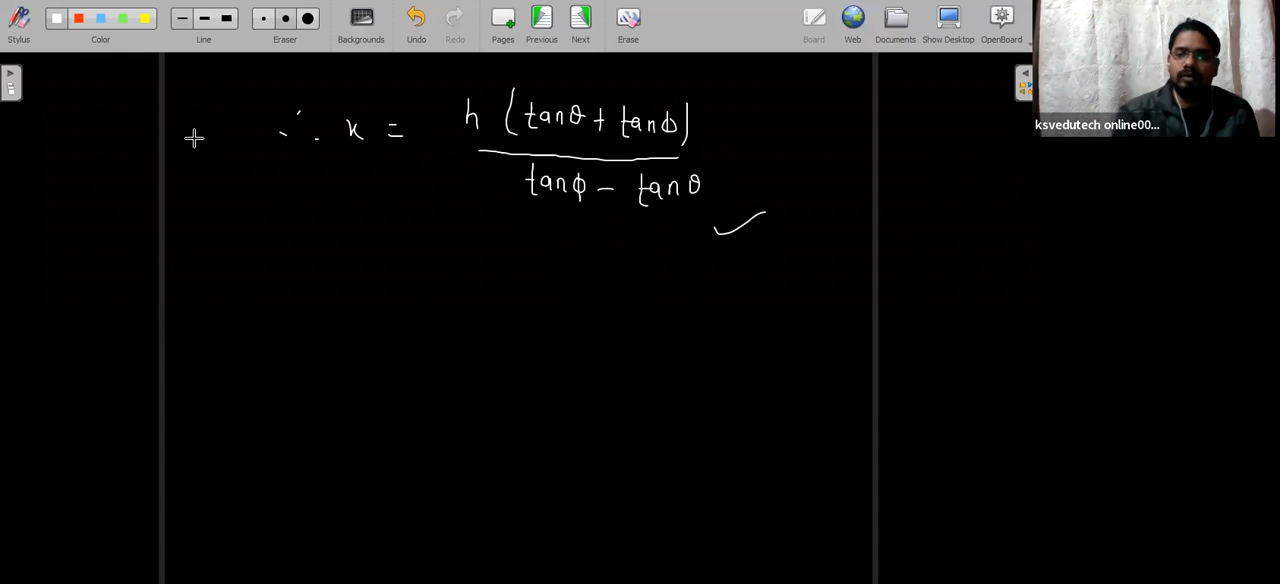 Stylus Color Line Eraser Backgrounds Undo Redo Pages Previous Next Erase Board Web Documents Show Desktop OpenBoard
ksvedutech online00...
∴ x = h (tanθ + tanϕ)
tanϕ − tanθ